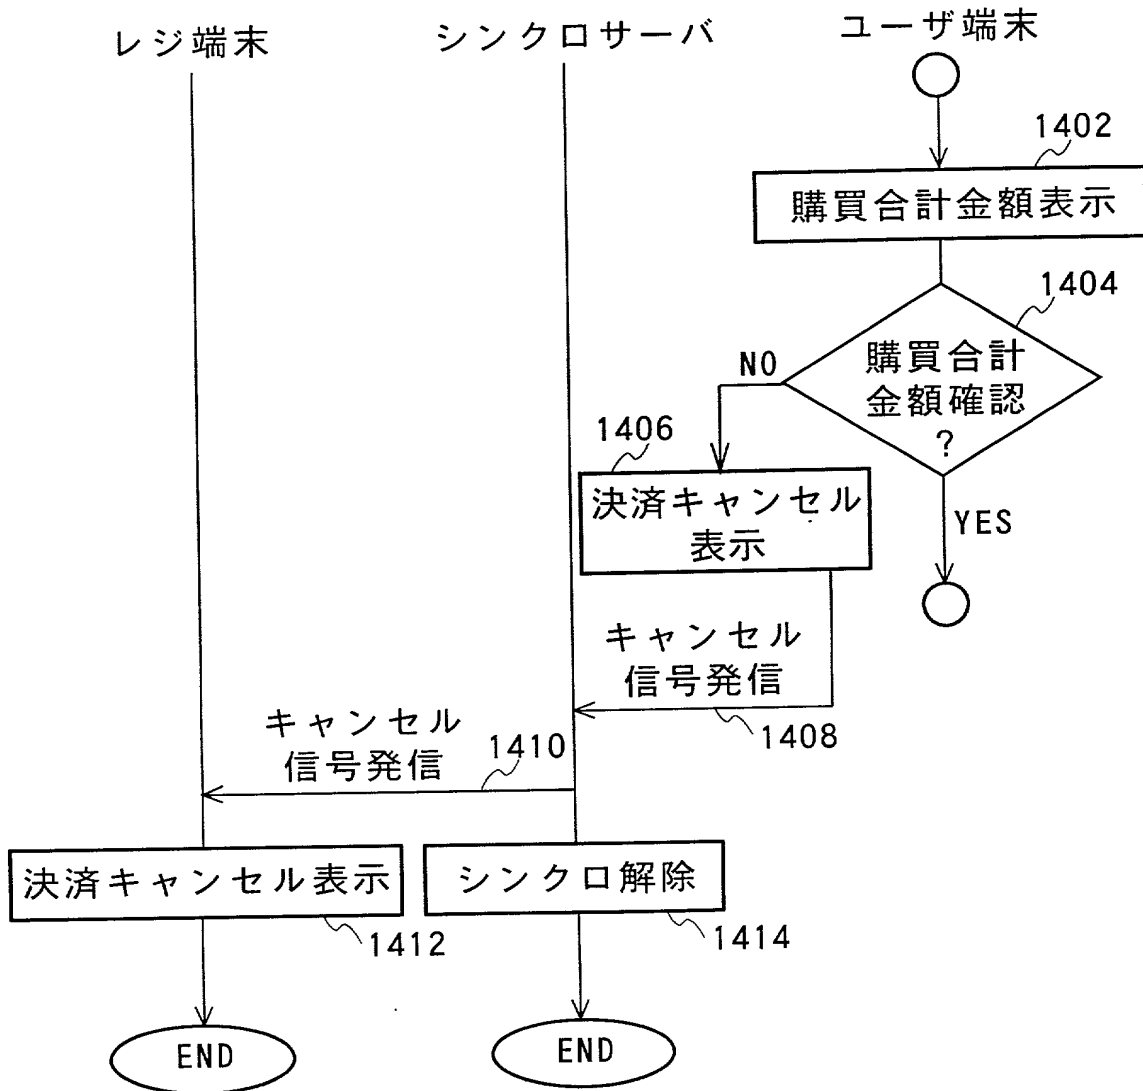 レジ端末
シンクロサーバ
ユーザ端末
1402
購買合計金額表示
1404
購買合計
金額確認
?
NO
YES
1406
決済キャンセル
表示
キャンセル
信号発信
1408
キャンセル
信号発信
1410
決済キャンセル表示
1412
シンクロ解除
1414
END
END